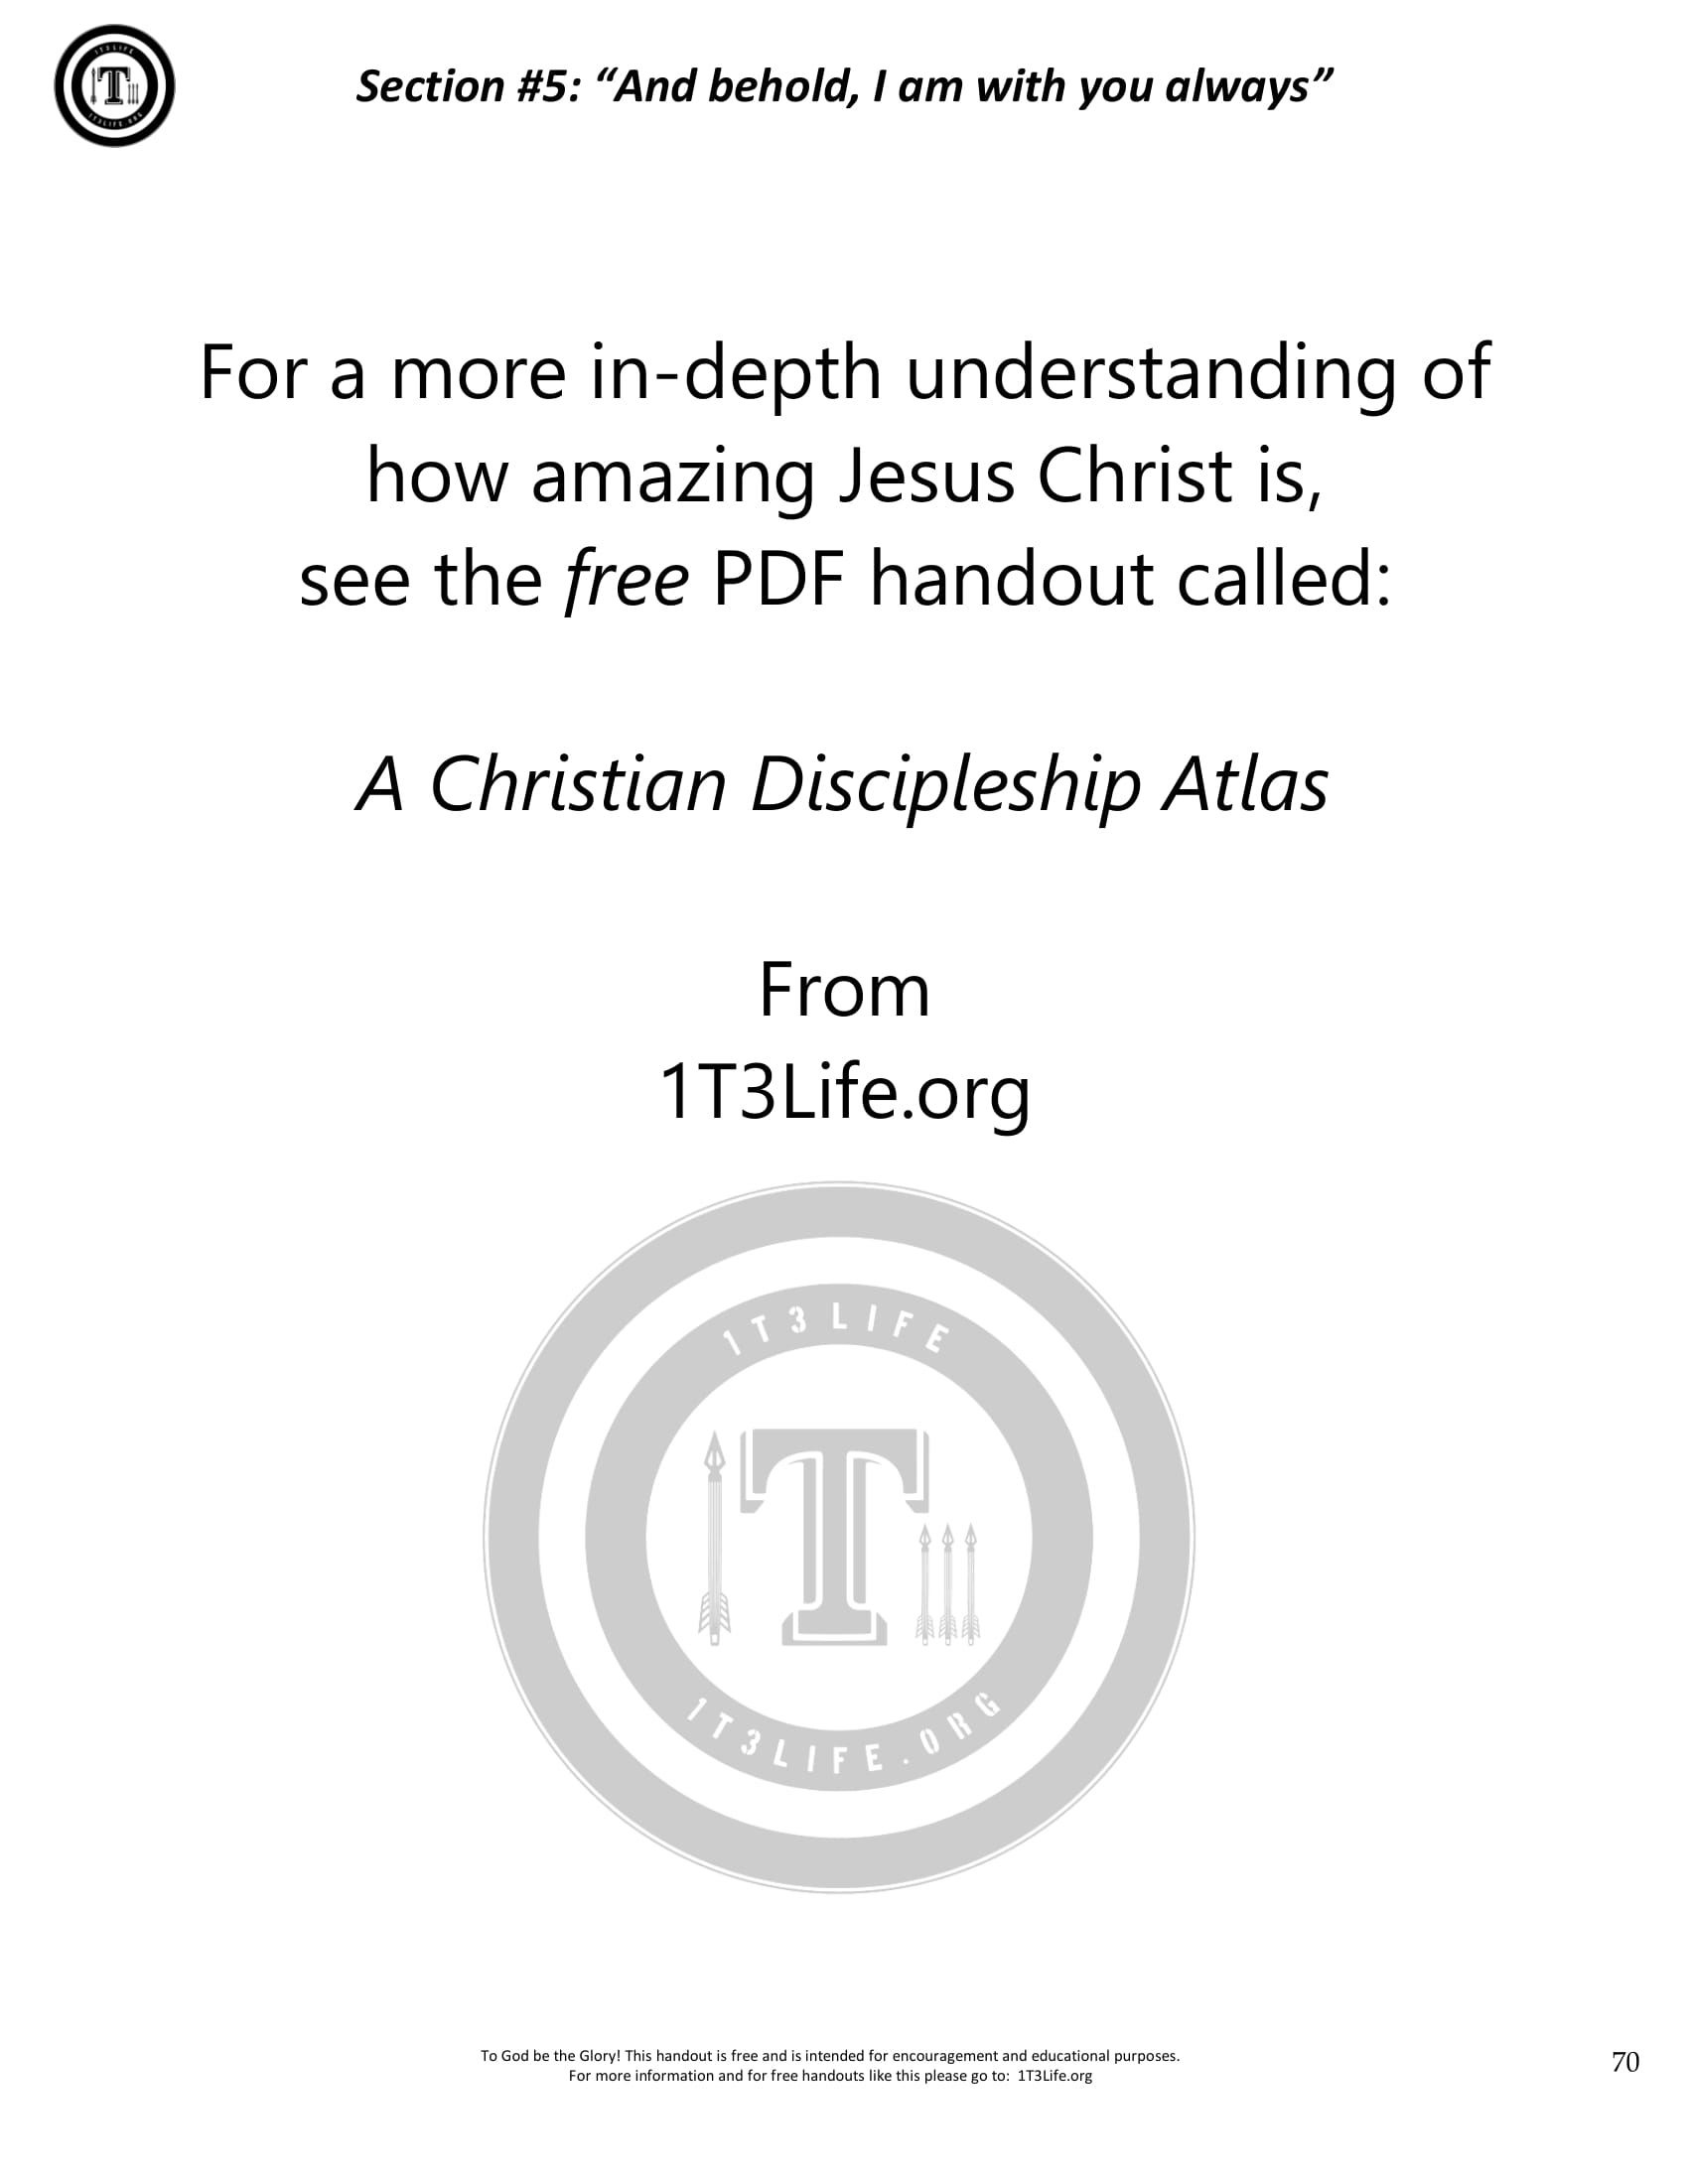 1T3LIFE
T
1T3LIFE.ORG
Section #5: “And behold, I am with you always”
For a more in-depth understanding of
how amazing Jesus Christ is,
see the free PDF handout called:
A Christian Discipleship Atlas
From
1T3Life.org
1T3LIFE
T
1T3LIFE.ORG
To God be the Glory! This handout is free and is intended for encouragement and educational purposes.
For more information and for free handouts like this please go to:  1T3Life.org
70